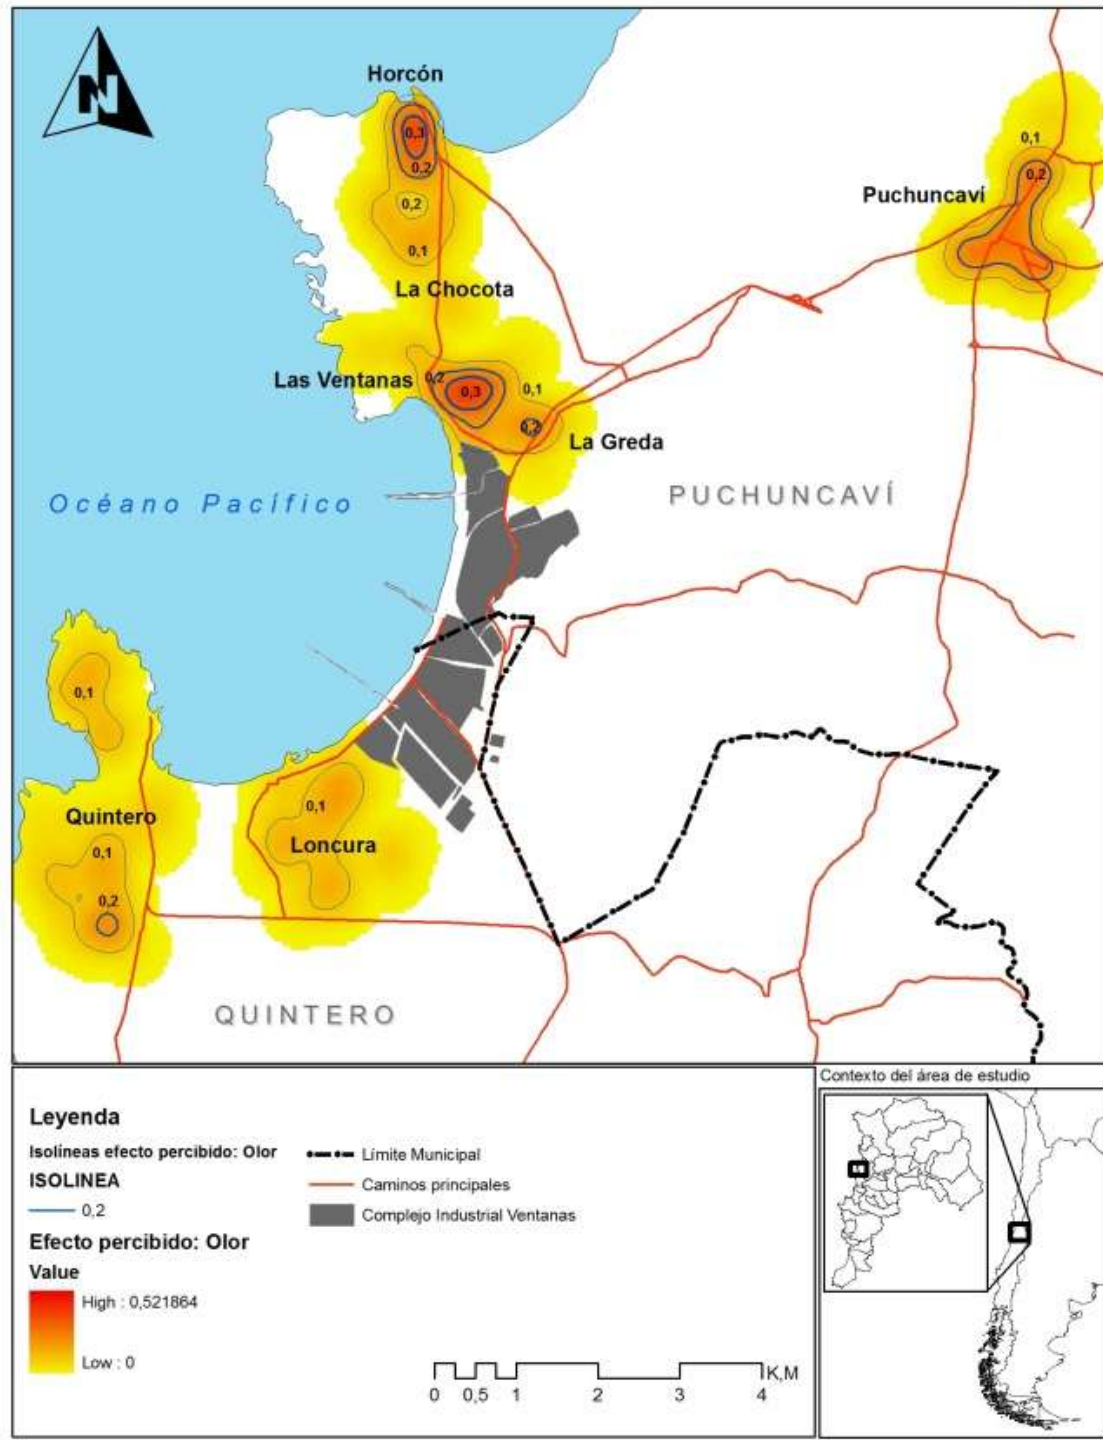 N
Horcón
0,3
0,2
0,2
0,1
La Chocota
0,1
0,2
Puchuncaví
Las Ventanas
0,2
0,3
0,1
0,2
La Greda
Océano Pacífico
PUCHUNCAVÍ
0,1
Quintero
0,1
0,2
0,1
Loncura
QUINTERO
Leyenda
Isolíneas efecto percibido: Olor
ISOLINEA
0,2
Efecto percibido: Olor
Value
High : 0,521864
Low : 0
Límite Municipal
Caminos principales
Complejo Industrial Ventanas
0 0,5 1 2 3 4 K,M
Contexto del área de estudio